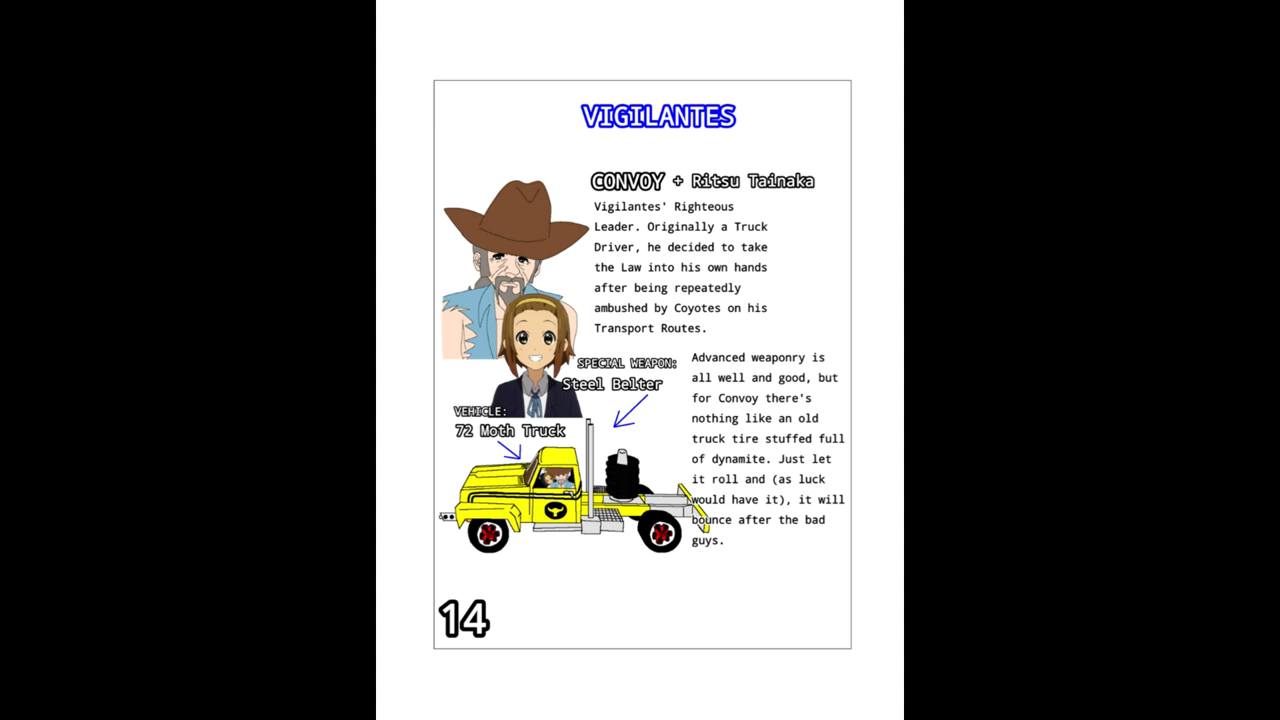 VIGILANTES
CONVOY + Ritsu Tainaka
Vigilantes' Righteous
Leader. Originally a Truck
Driver, he decided to take
the Law into his own hands
after being repeatedly
ambushed by Coyotes on his
Transport Routes.
SPECIAL WEAPON:
Steel Belter
Advanced weaponry is
all well and good, but
for Convoy there's
nothing like an old
truck tire stuffed full
of dynamite. Just let
it roll and (as luck
would have it), it will
bounce after the bad
guys.
VEHICLE:
72 Moth Truck
14